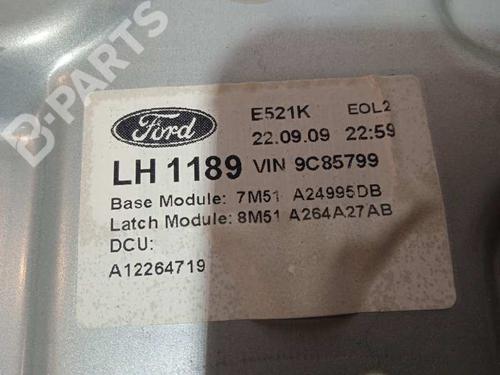 B-PARTS
Ford
E521K EOL2
22.09.09 22:59
LH 1189 VIN 9C85799
Base Module: 7M51 A24995DB
Latch Module: 8M51 A264A27AB
DCU:
A12264719